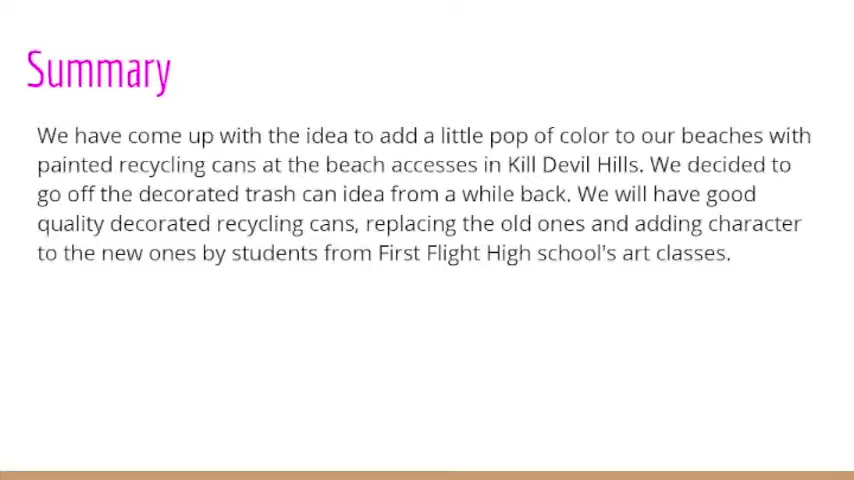 Summary
We have come up with the idea to add a little pop of color to our beaches with
painted recycling cans at the beach accesses in Kill Devil Hills. We decided to
go off the decorated trash can idea from a while back. We will have good
quality decorated recycling cans, replacing the old ones and adding character
to the new ones by students from First Flight High school's art classes.